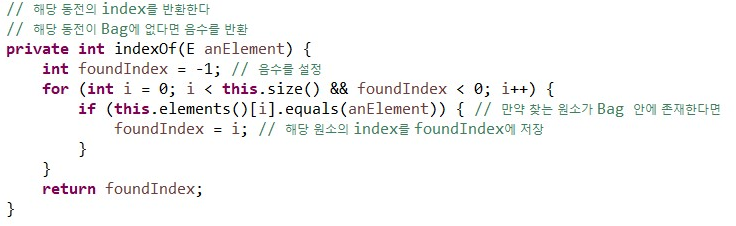 // 해당 동전의 index를 반환한다
// 해당 동전이 Bag에 없다면 음수를 반환
private int indexOf(E anElement) {
    int foundIndex = -1; // 음수를 설정
    for (int i = 0; i < this.size() && foundIndex < 0; i++) {
        if (this.elements()[i].equals(anElement)) { // 만약 찾는 원소가 Bag 안에 존재한다면
            foundIndex = i; // 해당 원소의 index를 foundIndex에 저장
        }
    }
    return foundIndex;
}